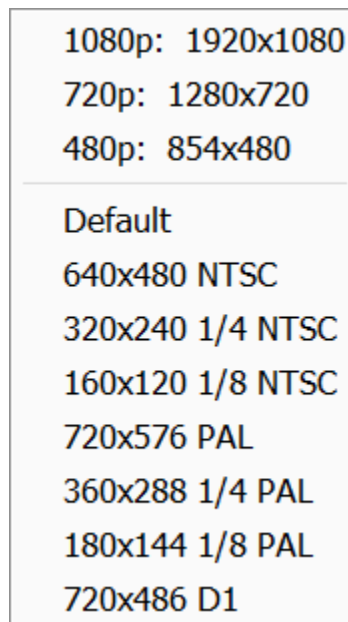 1080p:  1920x1080
720p:  1280x720
480p:  854x480
Default
640x480 NTSC
320x240 1/4 NTSC
160x120 1/8 NTSC
720x576 PAL
360x288 1/4 PAL
180x144 1/8 PAL
720x486 D1